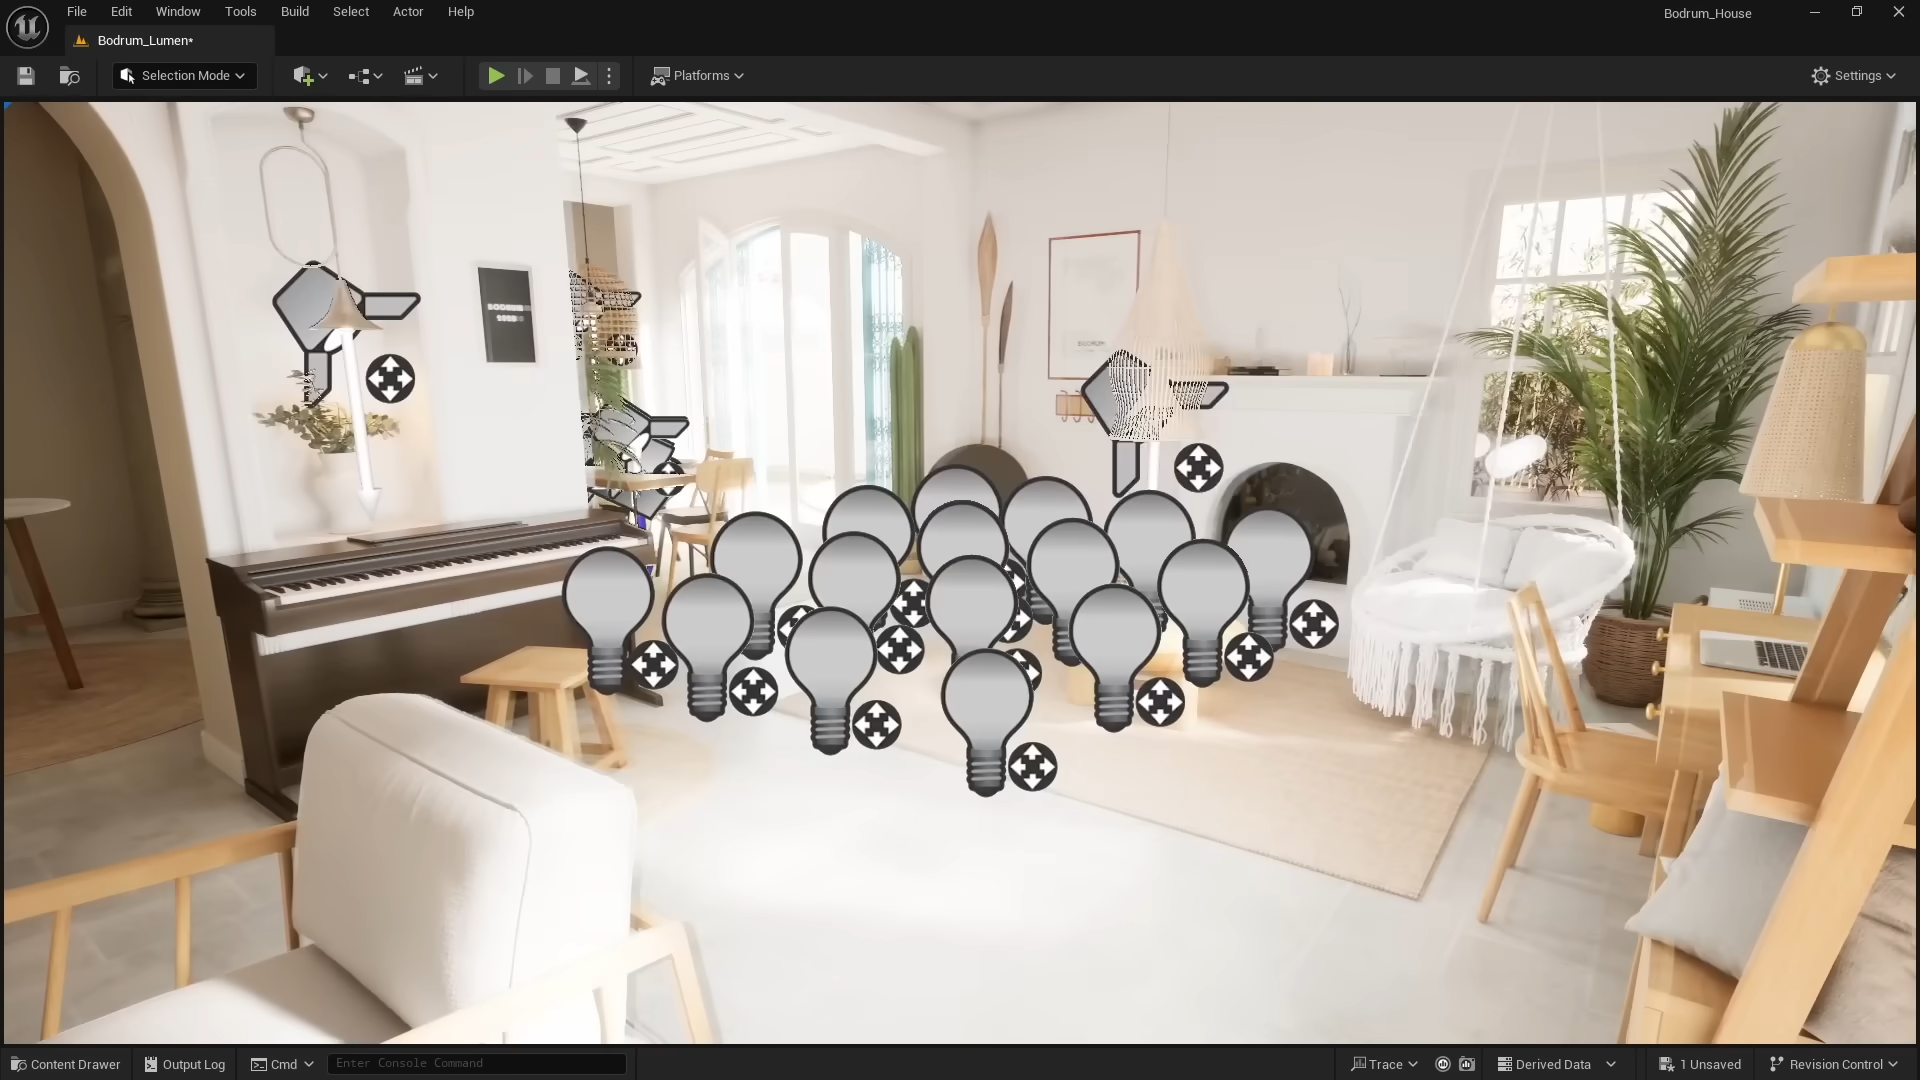 File Edit Window Tools Build Select Actor Help
Bodrum_House
Bodrum_Lumen*
Selection Mode
Platforms
Settings
Content Drawer
Output Log
Cmd
Enter Console Command
Trace
Derived Data
1 Unsaved
Revision Control